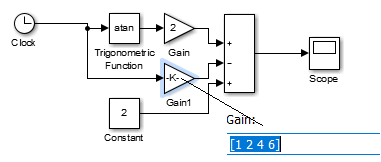 atan
2
+
−
+
Clock
Trigonometric
Function
Gain
Scope
-K-
Gain1
2
Constant
Gain:
[1 2 4 6]